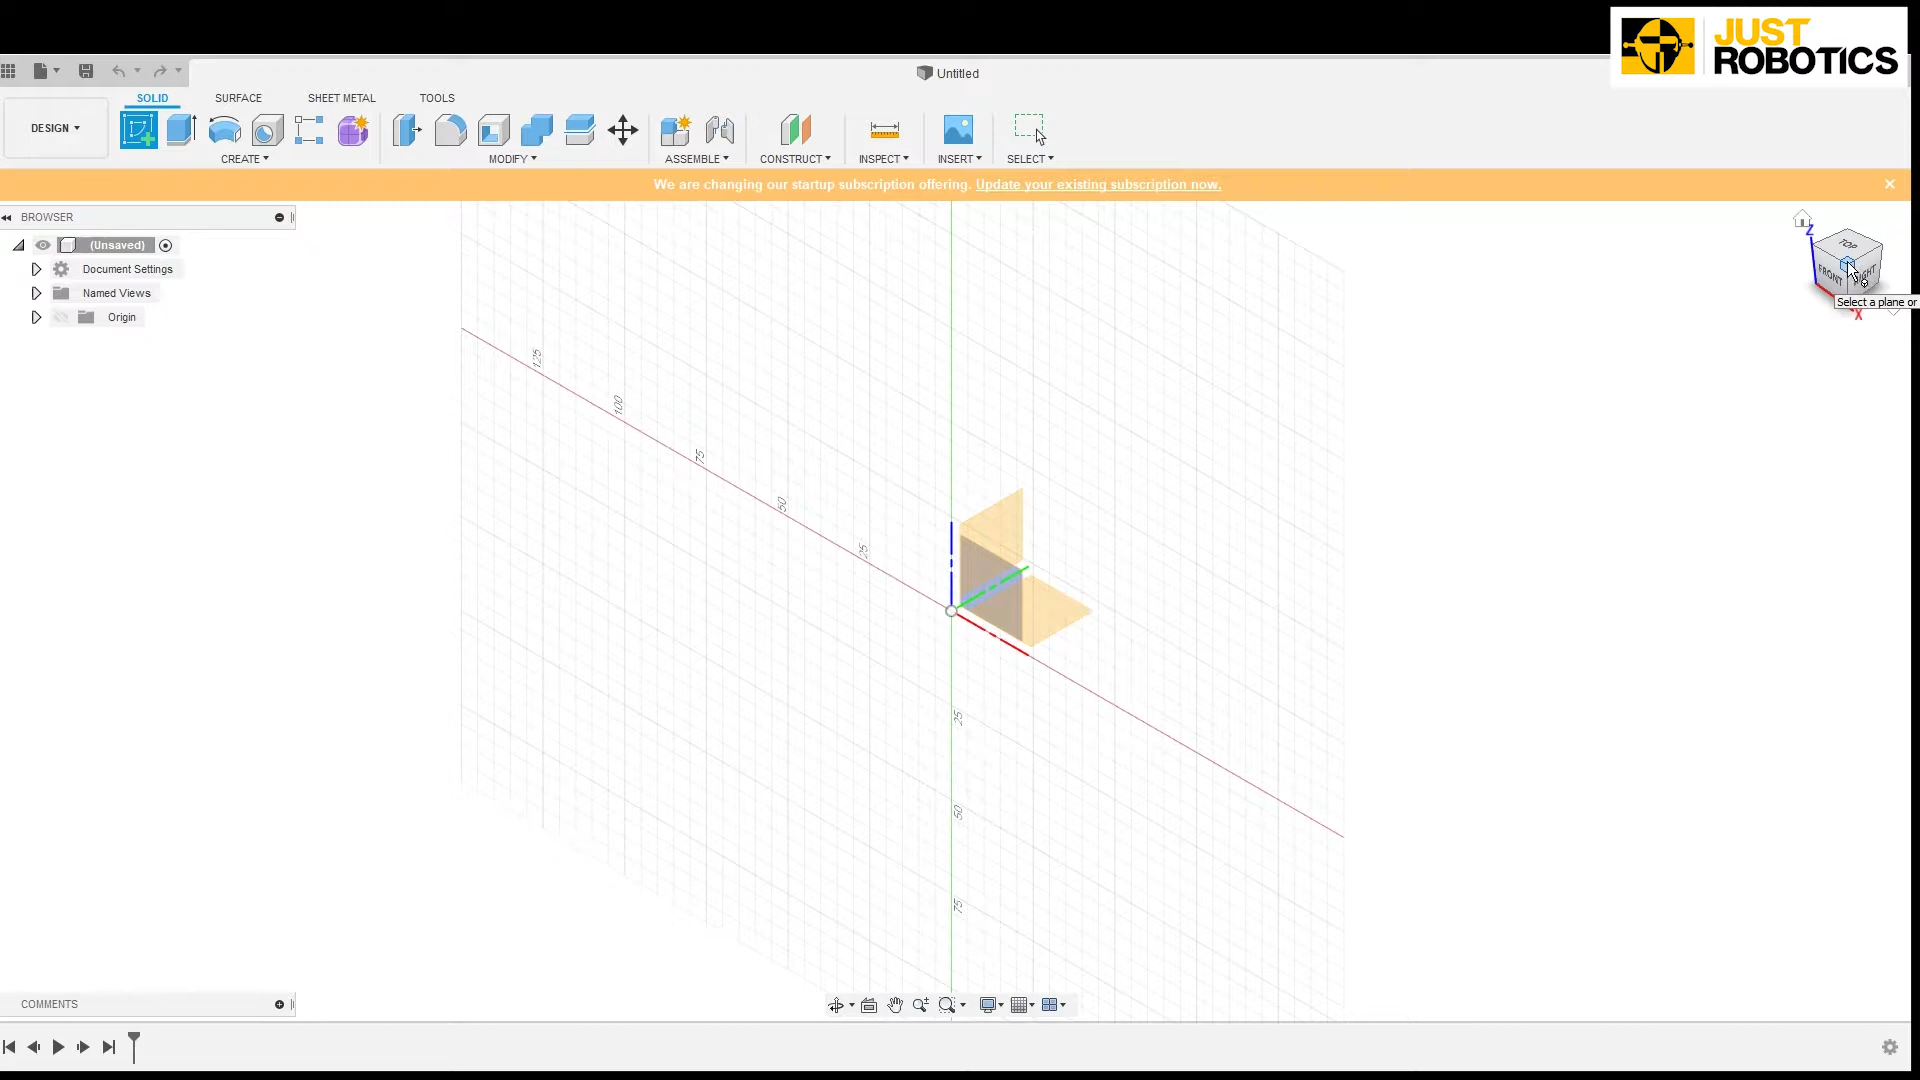 JUST
ROBOTICS
Untitled
SOLID
SURFACE
SHEET METAL
TOOLS
DESIGN
CREATE
MODIFY
ASSEMBLE
CONSTRUCT
INSPECT
INSERT
SELECT
We are changing our startup subscription offering. Update your existing subscription now.
BROWSER
(Unsaved)
Document Settings
Named Views
Origin
Z
TOP
FRONT
RIGHT
Select a plane or
X
125
100
75
50
25
25
50
75
COMMENTS